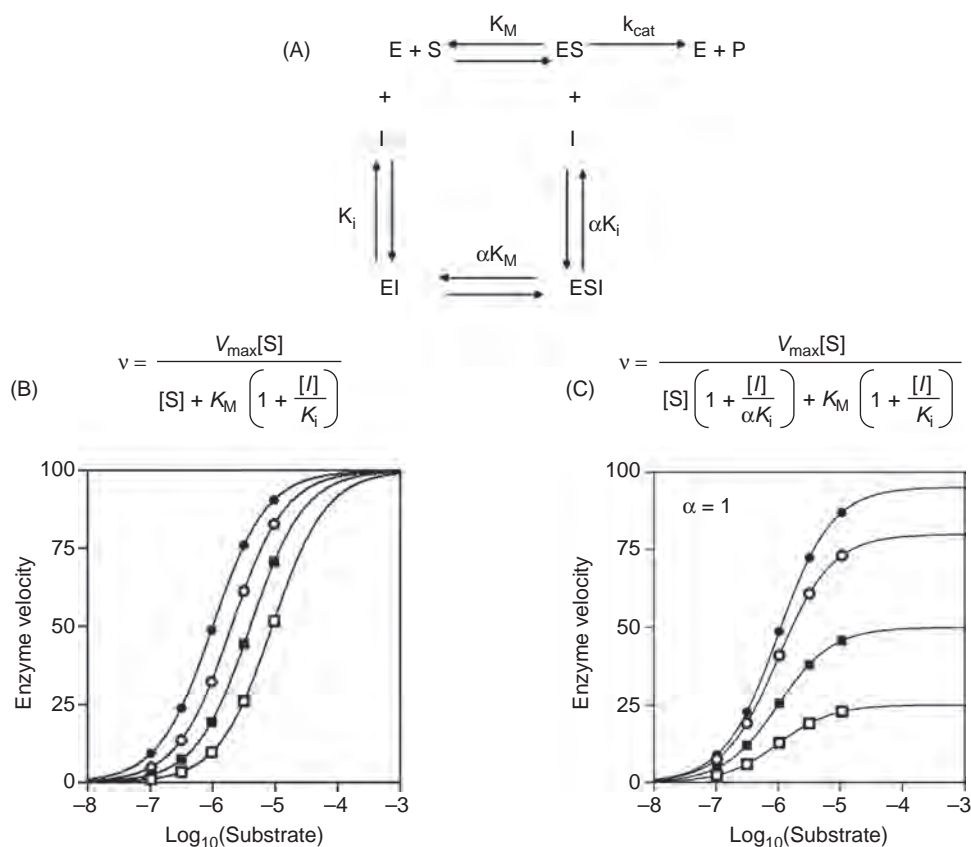 (A)
E + S K_M ES k_cat E + P
+ +
I I
K_i αK_i
αK_M
EI ESI
(B) ν = V_max[S] / ([S] + K_M (1 + [I]/K_i))
(C) ν = V_max[S] / ([S] (1 + [I]/αK_i) + K_M (1 + [I]/K_i))
Enzyme velocity
100
75
50
25
0
–8 –7 –6 –5 –4 –3
Log₁₀(Substrate)
Enzyme velocity
α = 1
100
75
50
25
0
–8 –7 –6 –5 –4 –3
Log₁₀(Substrate)